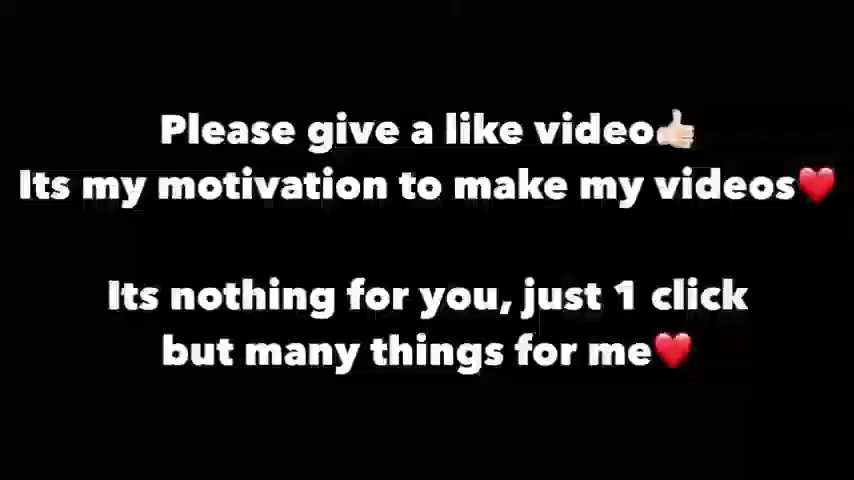 Please give a like video👍🏻
Its my motivation to make my videos❤️
Its nothing for you, just 1 click
but many things for me❤️